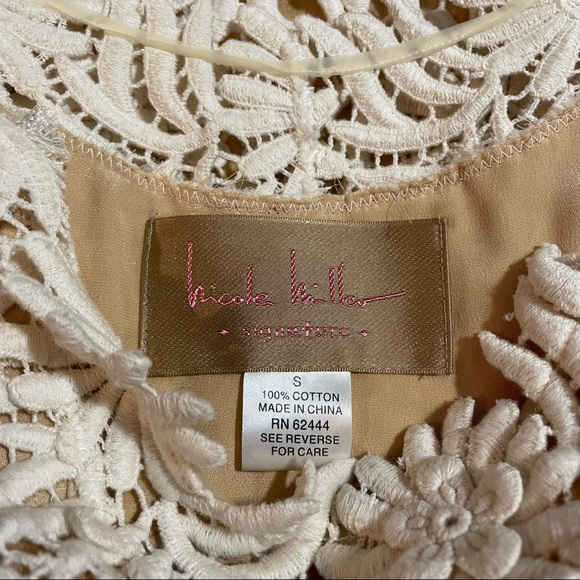 Nicole Miller
✦ signature ✦
S
100% COTTON
MADE IN CHINA
RN 62444
SEE REVERSE
FOR CARE